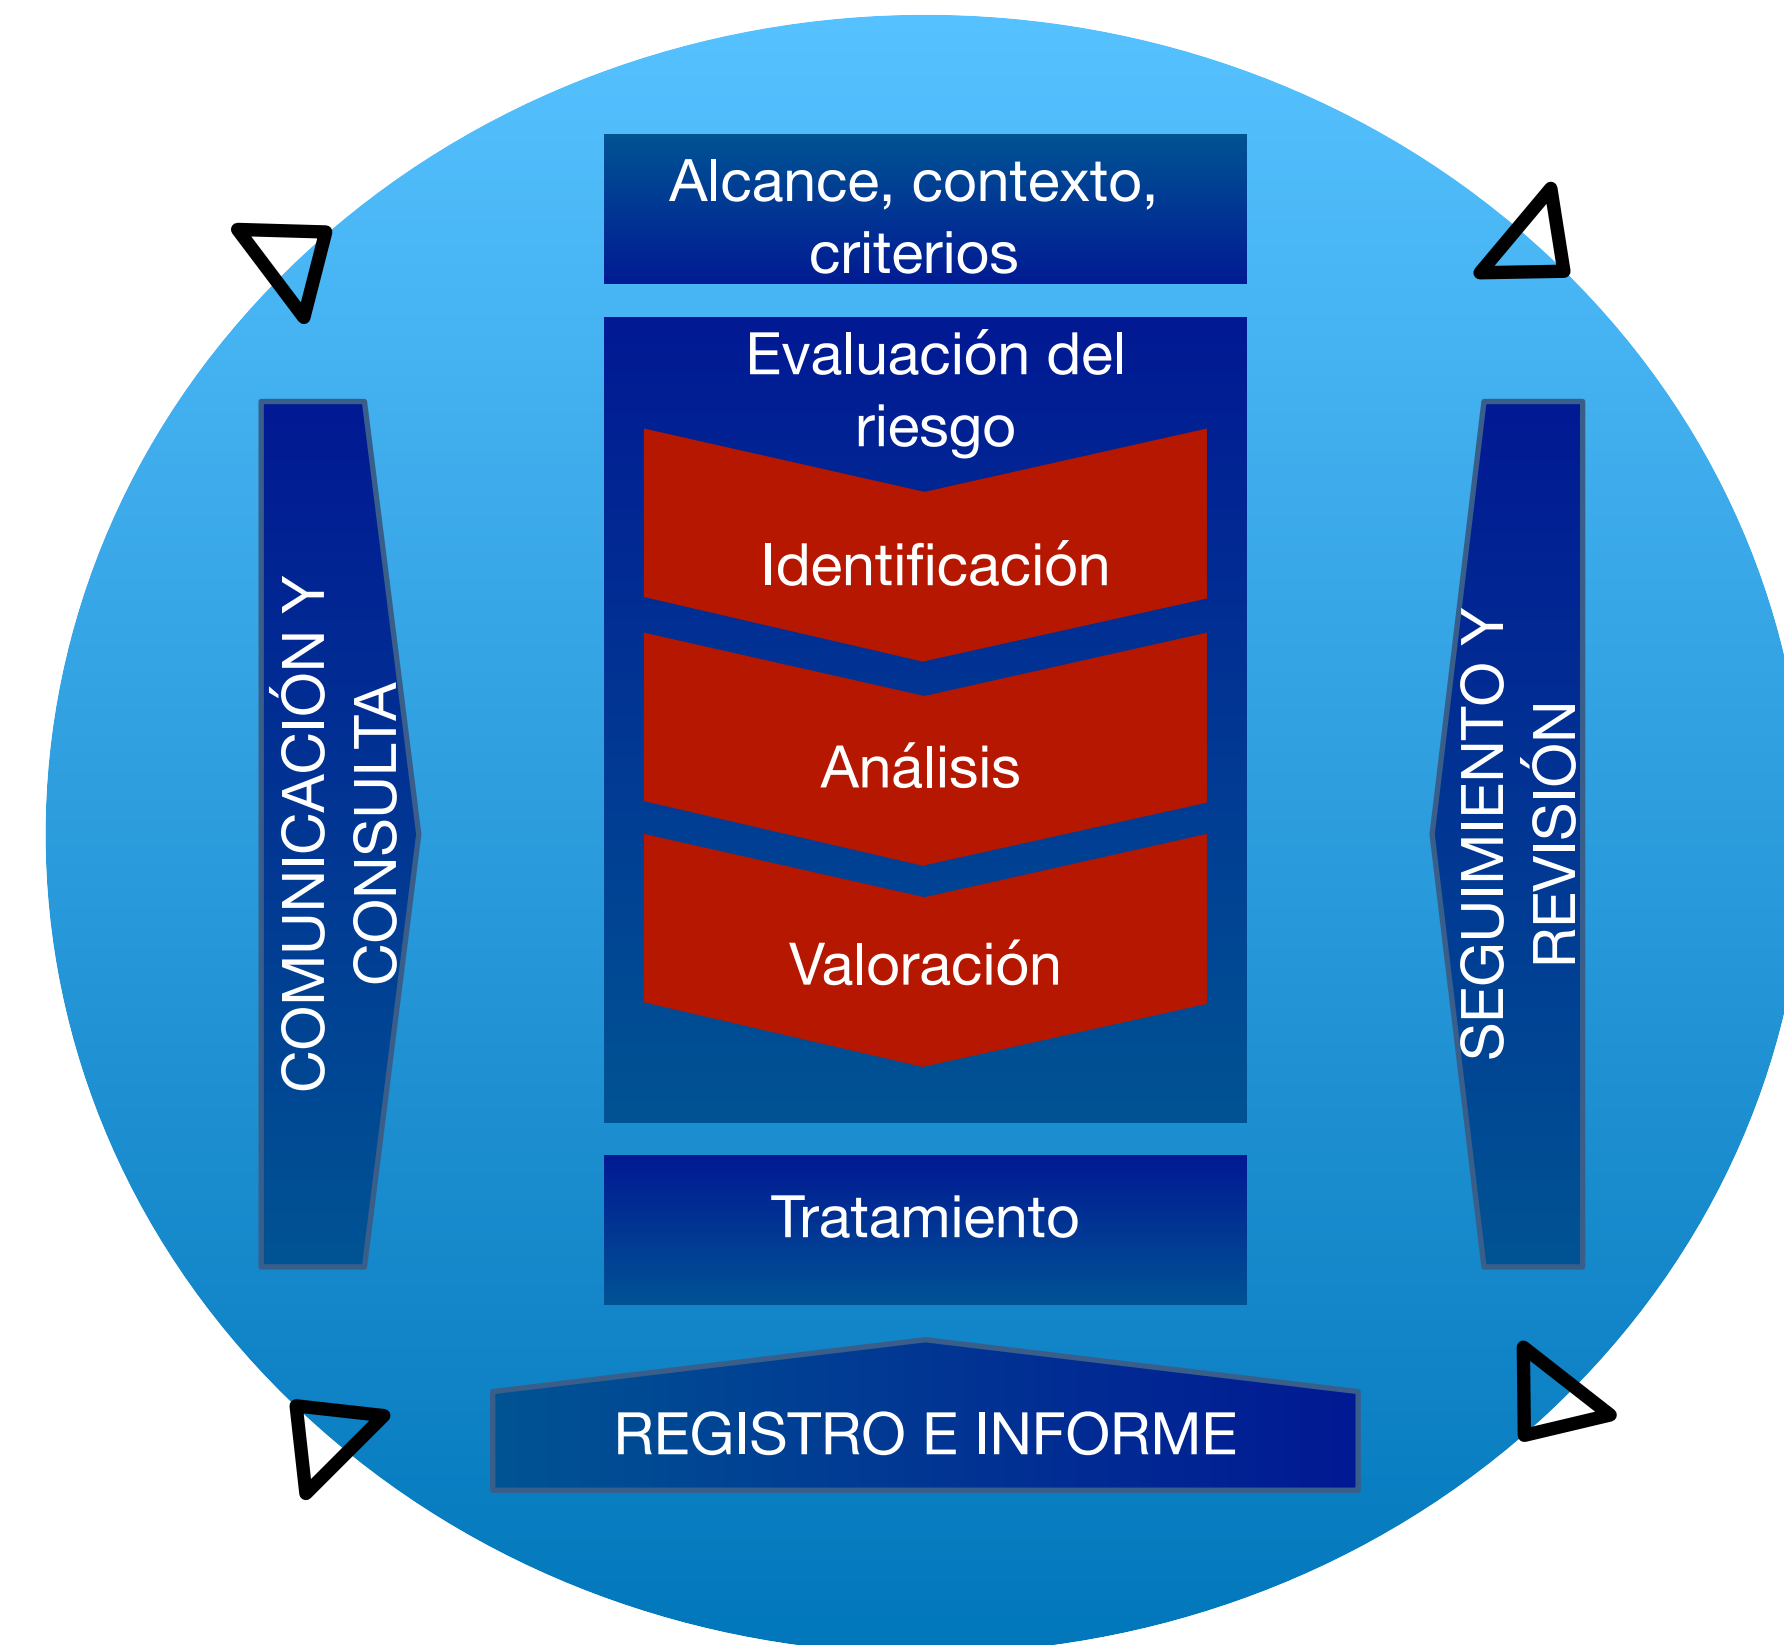 Alcance, contexto,
criterios
Evaluación del
riesgo
Identificación
Análisis
Valoración
Tratamiento
COMUNICACIÓN Y
CONSULTA
SEGUIMIENTO Y
REVISIÓN
REGISTRO E INFORME